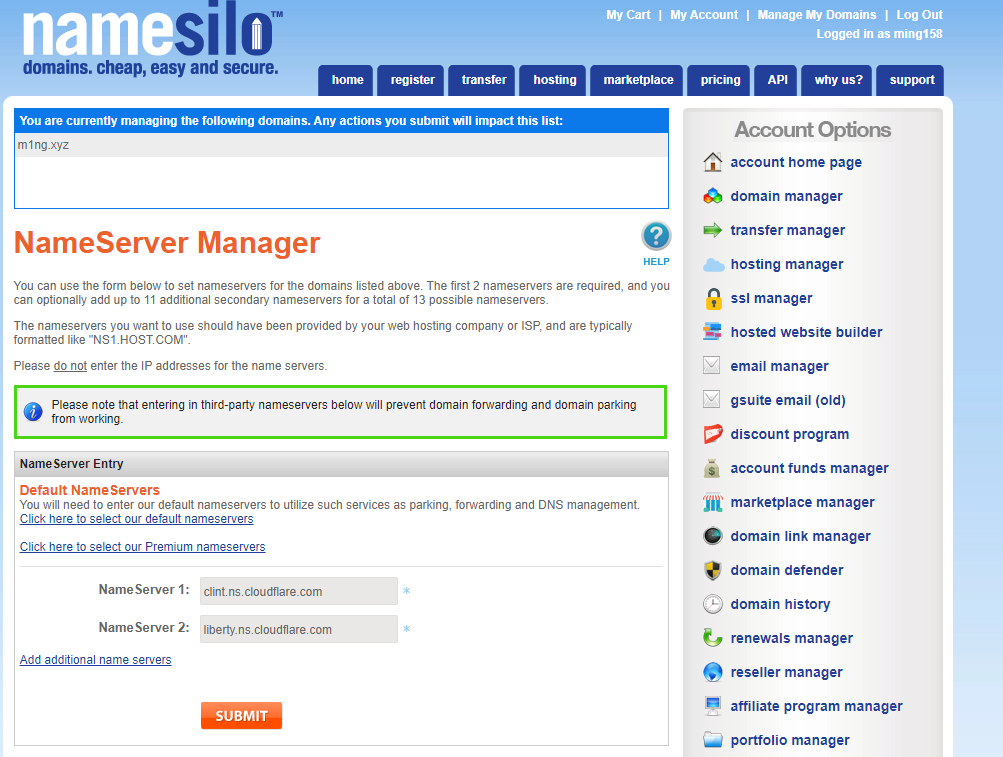 namesilo™
domains. cheap, easy and secure.
My Cart | My Account | Manage My Domains | Log Out
Logged in as ming158
home register transfer hosting marketplace pricing API why us? support
You are currently managing the following domains. Any actions you submit will impact this list:
m1ng.xyz
NameServer Manager
HELP
You can use the form below to set nameservers for the domains listed above. The first 2 nameservers are required, and you
can optionally add up to 11 additional secondary nameservers for a total of 13 possible nameservers.
The nameservers you want to use should have been provided by your web hosting company or ISP, and are typically
formatted like "NS1.HOST.COM".
Please do not enter the IP addresses for the name servers.
Please note that entering in third-party nameservers below will prevent domain forwarding and domain parking
from working.
NameServer Entry
Default NameServers
You will need to enter our default nameservers to utilize such services as parking, forwarding and DNS management.
Click here to select our default nameservers
Click here to select our Premium nameservers
NameServer 1: clint.ns.cloudflare.com *
NameServer 2: liberty.ns.cloudflare.com *
Add additional name servers
SUBMIT
Account Options
account home page
domain manager
transfer manager
hosting manager
ssl manager
hosted website builder
email manager
gsuite email (old)
discount program
account funds manager
marketplace manager
domain link manager
domain defender
domain history
renewals manager
reseller manager
affiliate program manager
portfolio manager